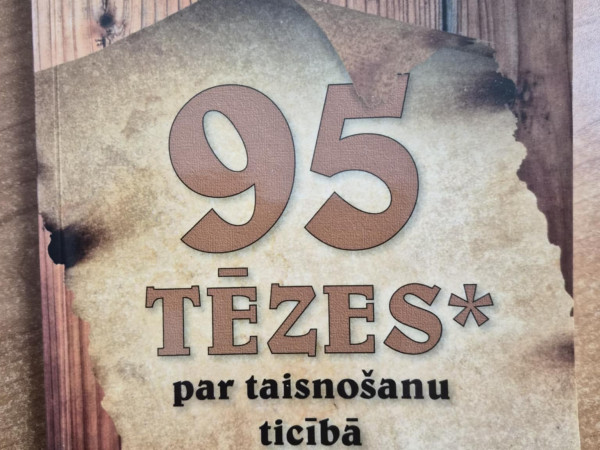 95
TĒZES*
par taisnošanu
ticībā